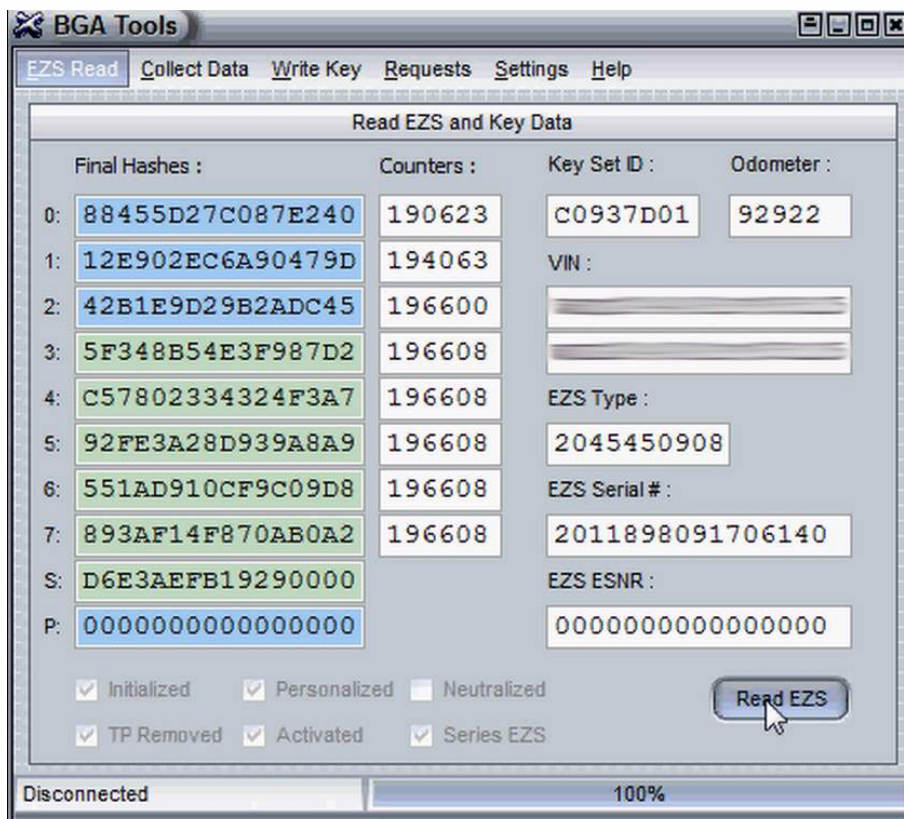 BGA Tools
EZS Read Collect Data Write Key Requests Settings Help
Read EZS and Key Data
Final Hashes : Counters : Key Set ID : Odometer :
0: 88455D27C087E240 190623 C0937D01 92922
1: 12E902EC6A90479D 194063 VIN :
2: 42B1E9D29B2ADC45 196600
3: 5F348B54E3F987D2 196608
4: C57802334324F3A7 196608 EZS Type :
5: 92FE3A28D939A8A9 196608 2045450908
6: 551AD910CF9C09D8 196608 EZS Serial # :
7: 893AF14F870AB0A2 196608 2011898091706140
S: D6E3AEFB19290000 EZS ESNR :
P: 0000000000000000 0000000000000000
Initialized Personalized Neutralized
Read EZS
TP Removed Activated Series EZS
Disconnected 100%